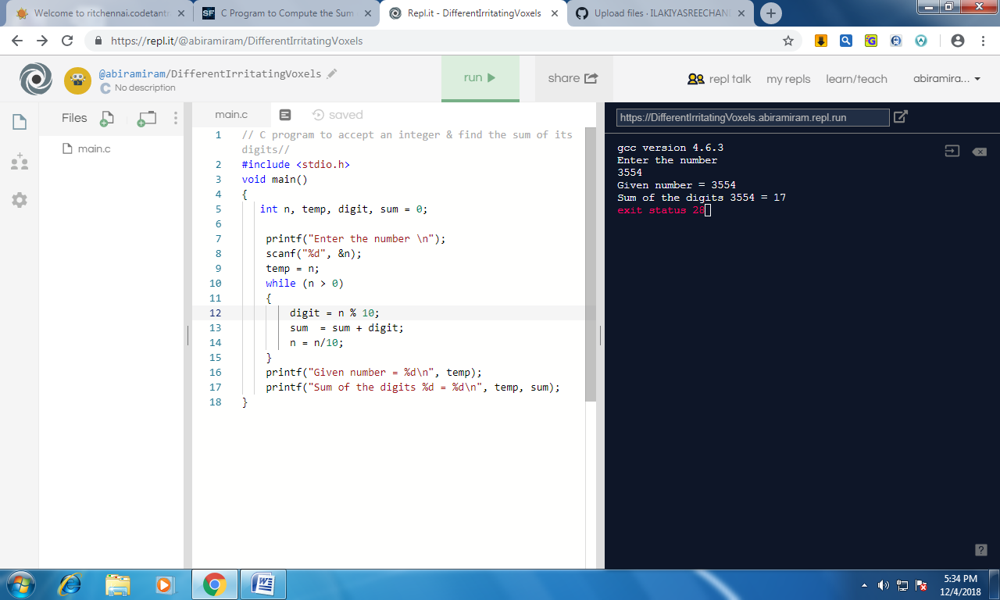 Welcome to ritchennai.codetantr
C Program to Compute the Sum
Repl.it - DifferentIrritatingVoxels
Upload files · ILAKIYASREECHAN
https://repl.it/@abiramiram/DifferentIrritatingVoxels
@abiramiram/DifferentIrritatingVoxels
No description
run
share
repl talk
my repls
learn/teach
abiramira...
Files
main.c
main.c
saved
1 // C program to accept an integer & find the sum of its
digits//
2 #include <stdio.h>
3 void main()
4 {
5 int n, temp, digit, sum = 0;
6
7 printf("Enter the number \n");
8 scanf("%d", &n);
9 temp = n;
10 while (n > 0)
11 {
12 digit = n % 10;
13 sum  = sum + digit;
14 n = n/10;
15 }
16 printf("Given number = %d\n", temp);
17 printf("Sum of the digits %d = %d\n", temp, sum);
18 }
https://DifferentIrritatingVoxels.abiramiram.repl.run
gcc version 4.6.3
Enter the number
3554
Given number = 3554
Sum of the digits 3554 = 17
exit status 28
?
5:34 PM
12/4/2018